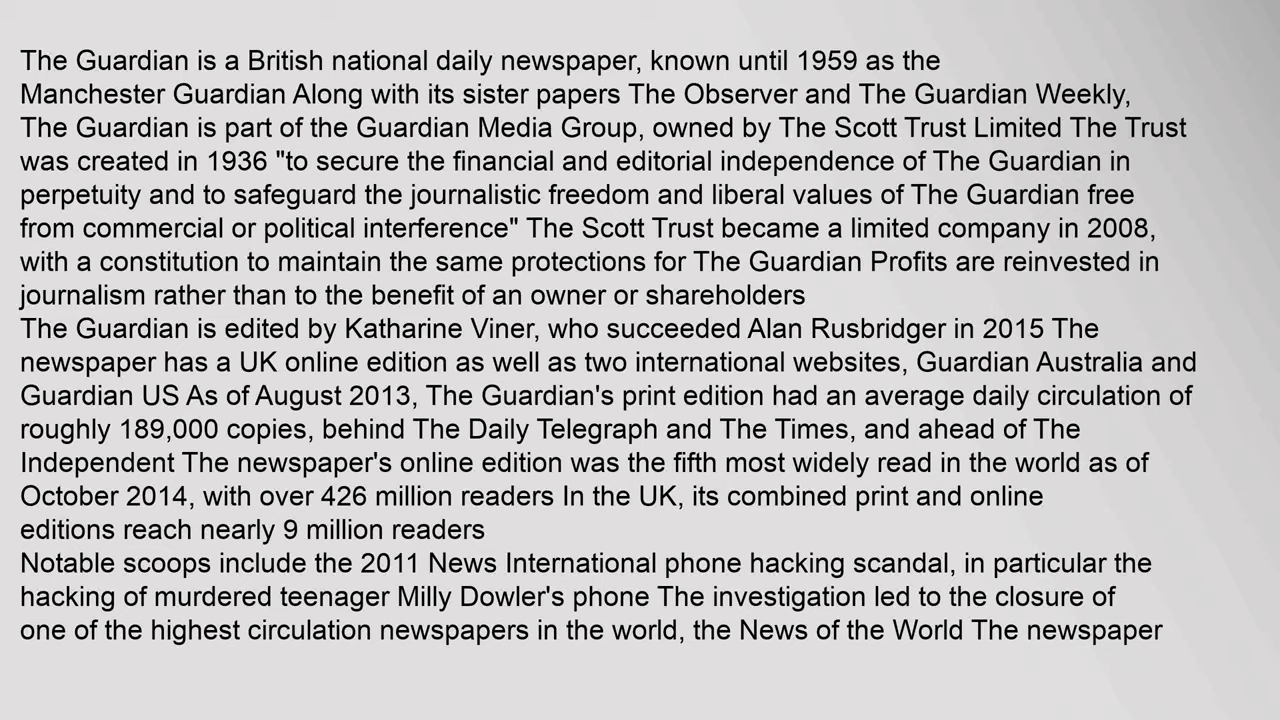 The Guardian is a British national daily newspaper, known until 1959 as the
Manchester Guardian Along with its sister papers The Observer and The Guardian Weekly,
The Guardian is part of the Guardian Media Group, owned by The Scott Trust Limited The Trust
was created in 1936 "to secure the financial and editorial independence of The Guardian in
perpetuity and to safeguard the journalistic freedom and liberal values of The Guardian free
from commercial or political interference" The Scott Trust became a limited company in 2008,
with a constitution to maintain the same protections for The Guardian Profits are reinvested in
journalism rather than to the benefit of an owner or shareholders
The Guardian is edited by Katharine Viner, who succeeded Alan Rusbridger in 2015 The
newspaper has a UK online edition as well as two international websites, Guardian Australia and
Guardian US As of August 2013, The Guardian's print edition had an average daily circulation of
roughly 189,000 copies, behind The Daily Telegraph and The Times, and ahead of The
Independent The newspaper's online edition was the fifth most widely read in the world as of
October 2014, with over 426 million readers In the UK, its combined print and online
editions reach nearly 9 million readers
Notable scoops include the 2011 News International phone hacking scandal, in particular the
hacking of murdered teenager Milly Dowler's phone The investigation led to the closure of
one of the highest circulation newspapers in the world, the News of the World The newspaper